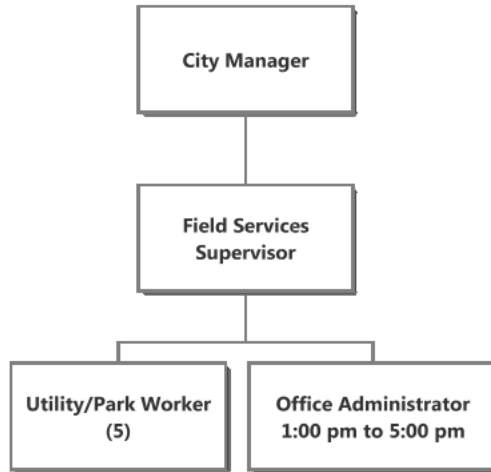 City Manager
Field Services
Supervisor
Utility/Park Worker
(5)
Office Administrator
1:00 pm to 5:00 pm